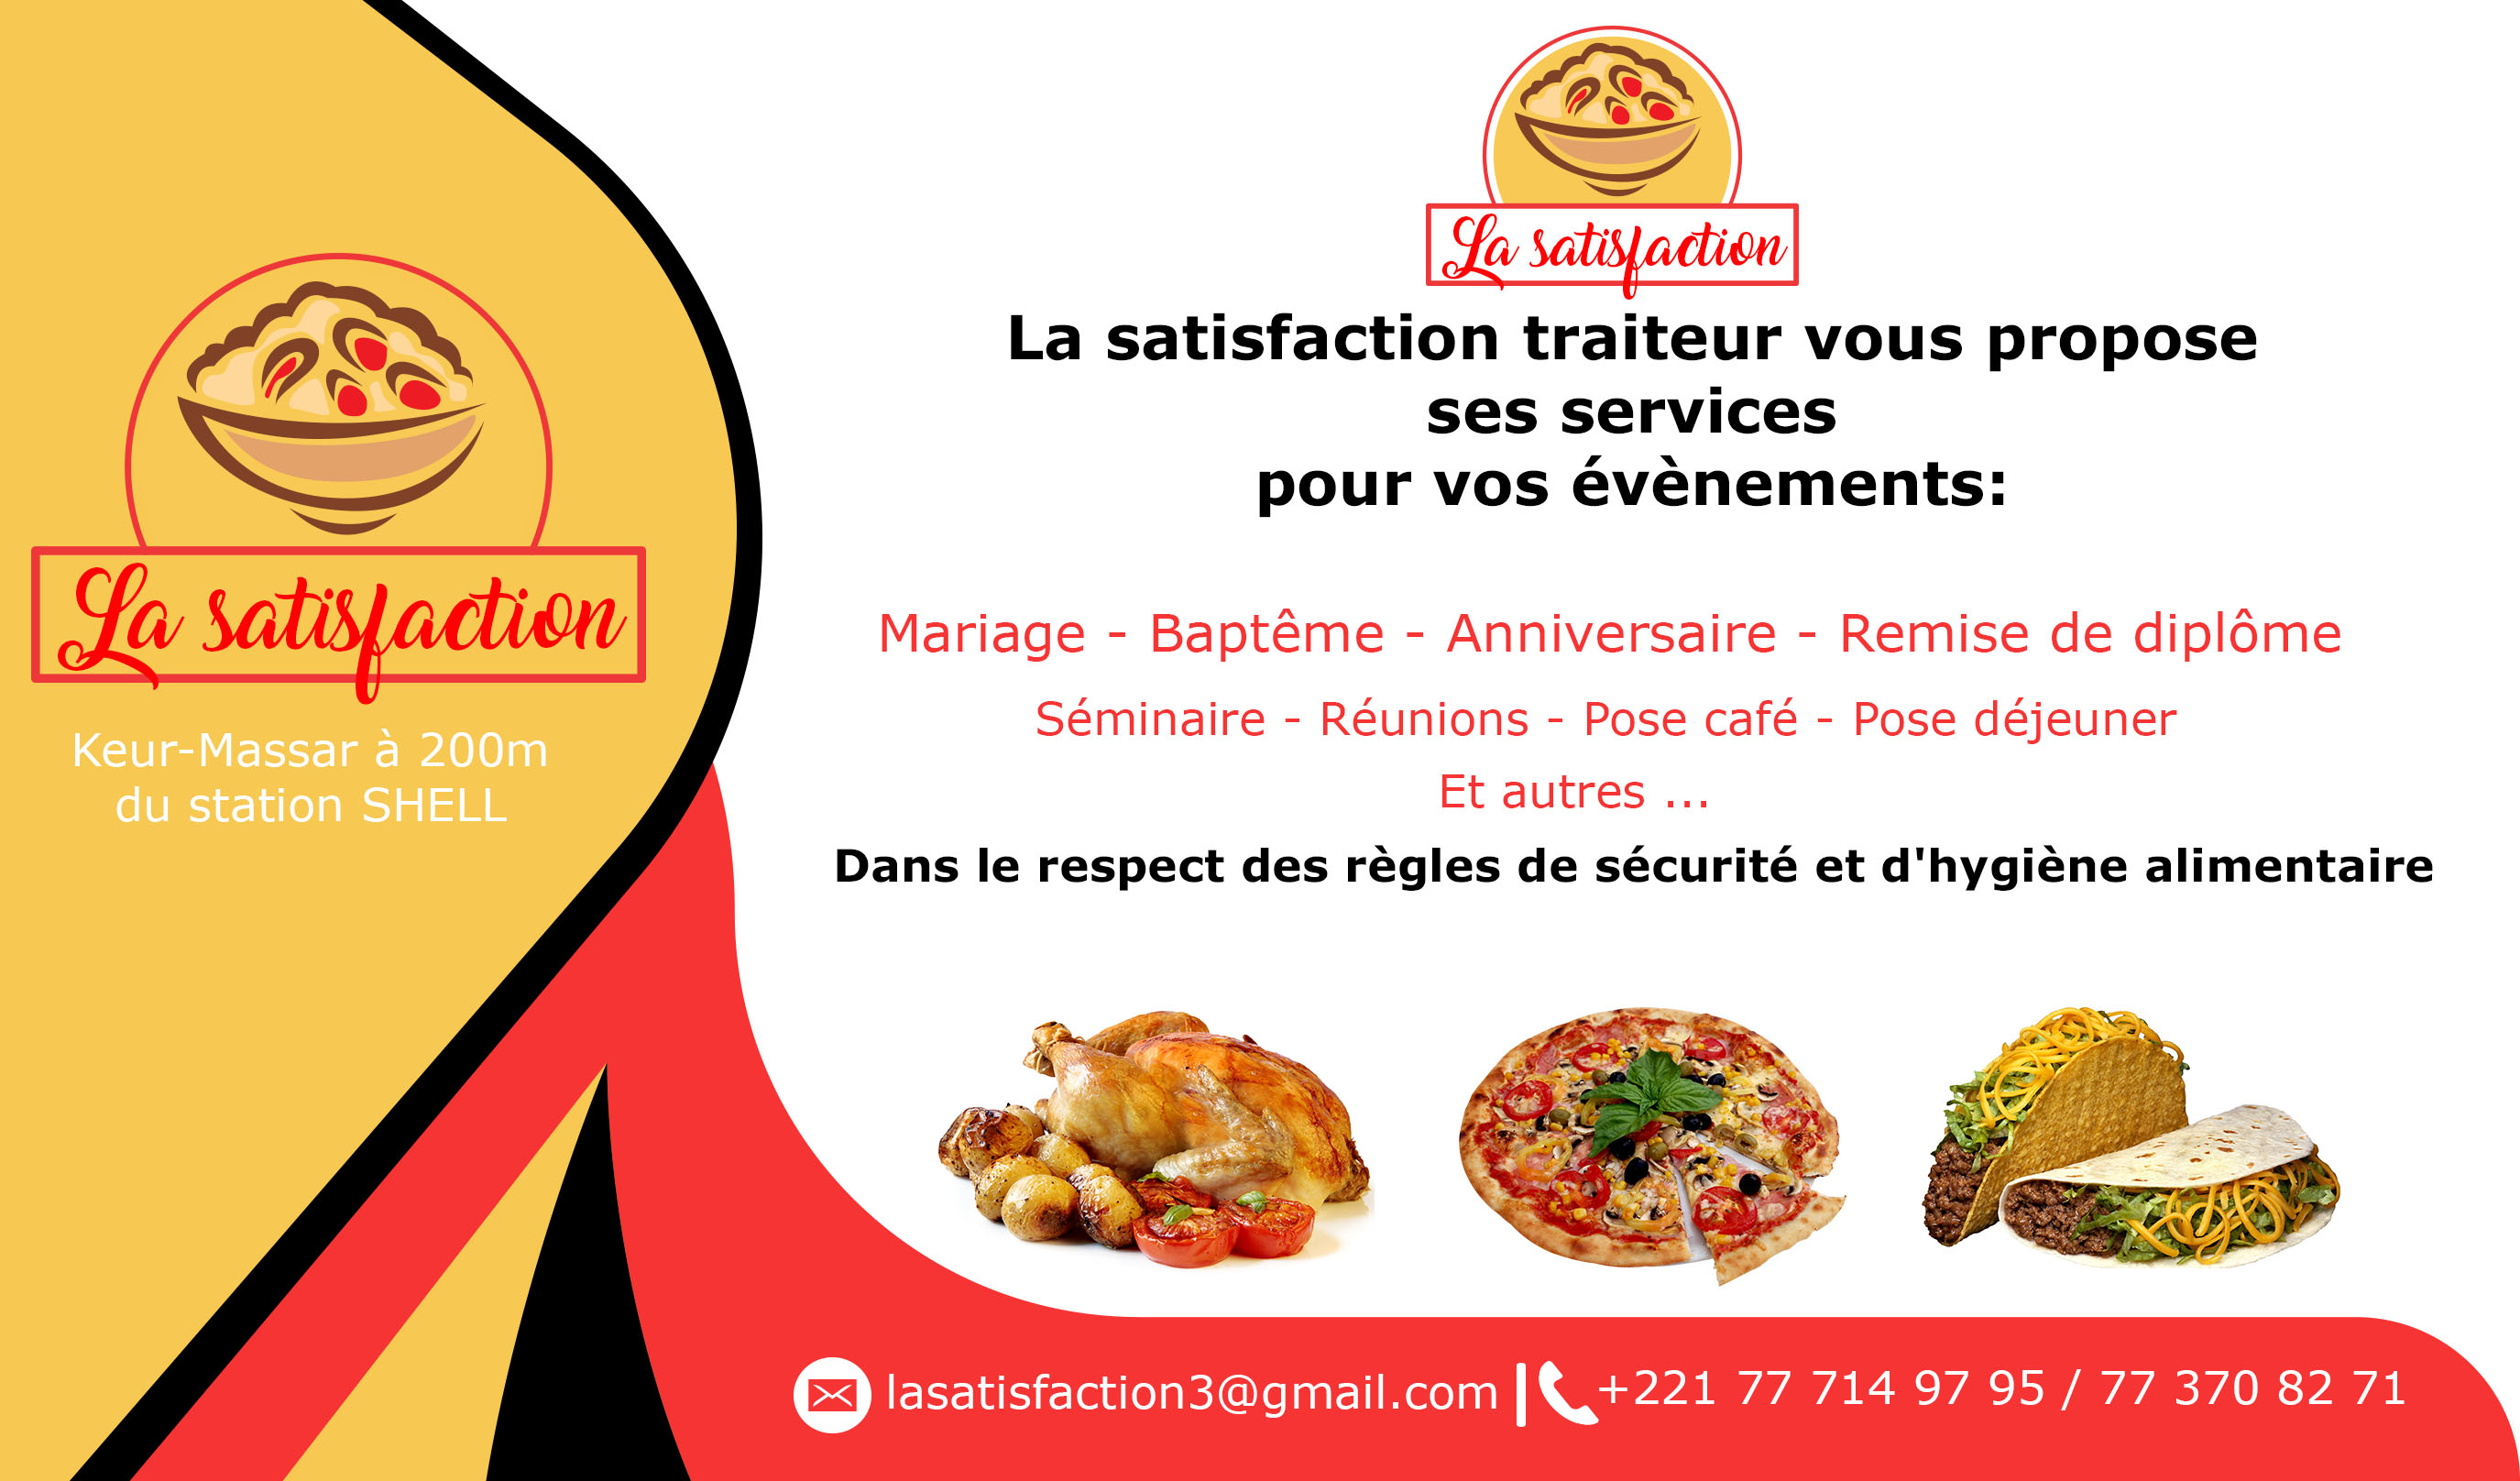 La satisfaction
Keur-Massar à 200m
du station SHELL
La satisfaction
La satisfaction traiteur vous propose
ses services
pour vos évènements:
Mariage - Baptême - Anniversaire - Remise de diplôme
Séminaire - Réunions - Pose café - Pose déjeuner
Et autres ...
Dans le respect des règles de sécurité et d'hygiène alimentaire
lasatisfaction3@gmail.com | +221 77 714 97 95 / 77 370 82 71